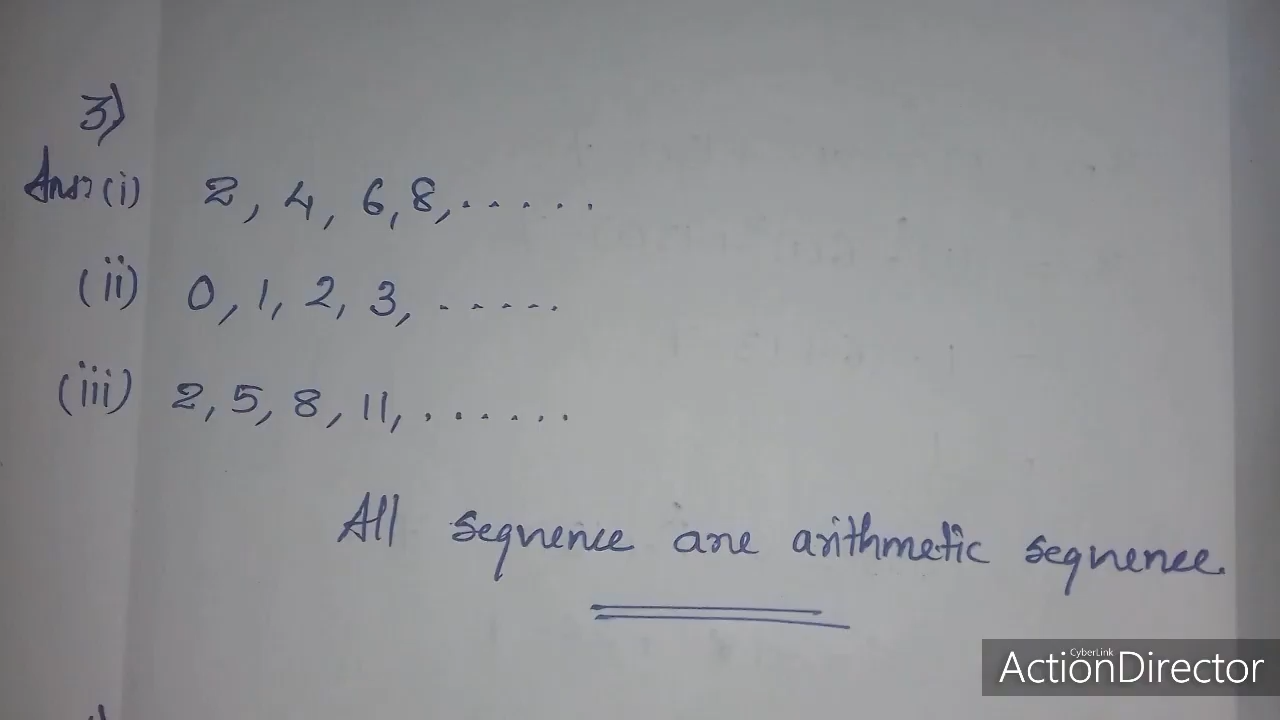 3)
Ans: (i) 2, 4, 6, 8, .....
(ii) 0, 1, 2, 3, .....
(iii) 2, 5, 8, 11, ......
All sequence are arithmetic sequence.
CyberLink
ActionDirector